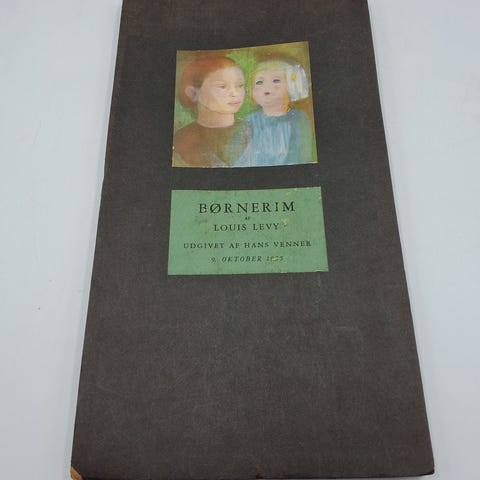 BØRNERIM
AF
LOUIS LEVY
UDGIVET AF HANS VENNER
9. OKTOBER